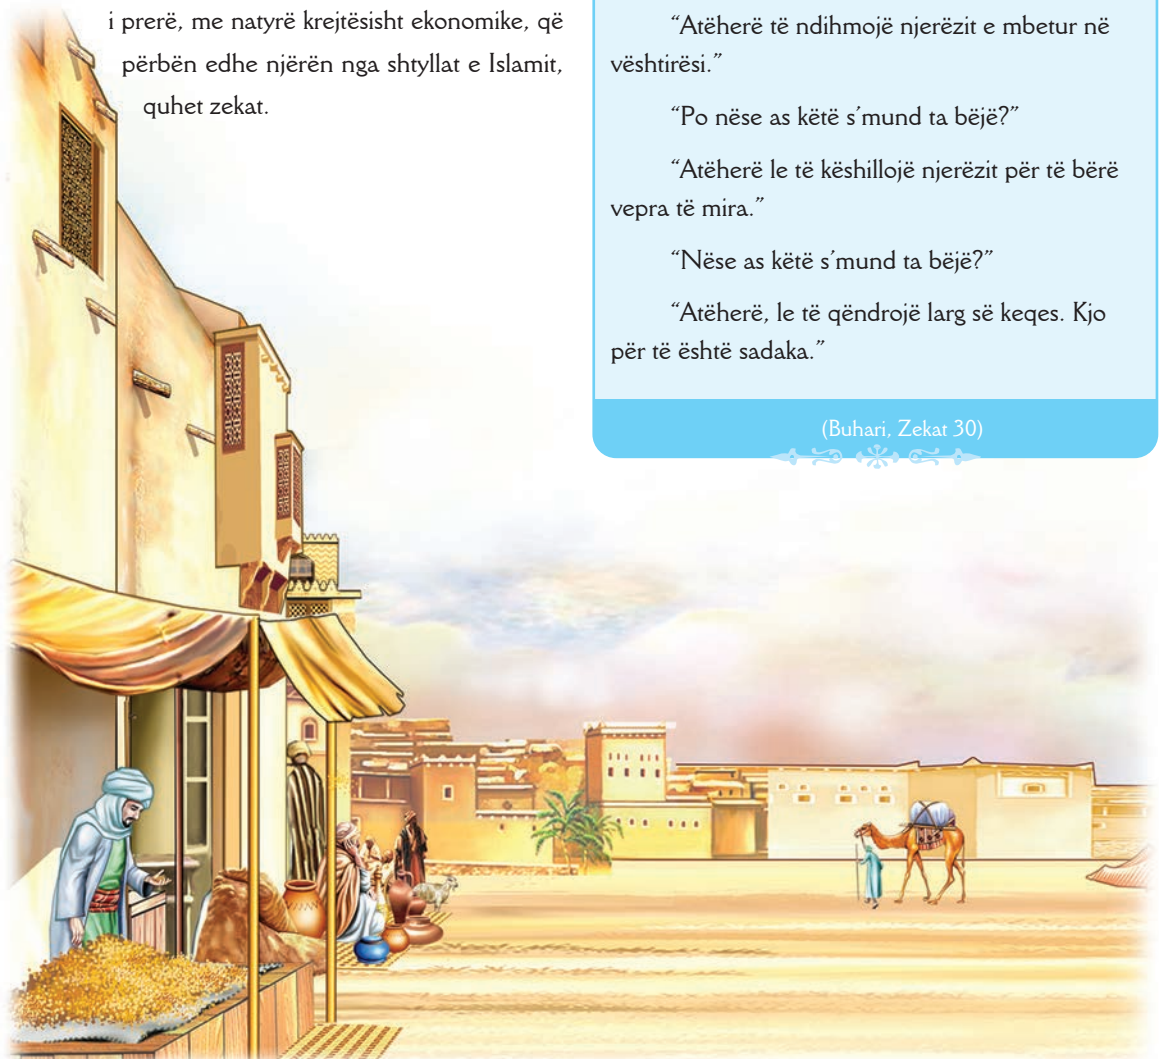 i prerë, me natyrë krejtësisht ekonomike, që
përbën edhe njërën nga shtyllat e Islamit,
quhet zekat.
“Atëherë të ndihmojë njerëzit e mbetur në
vështirësi.”
“Po nëse as këtë s’mund ta bëjë?”
“Atëherë le të këshillojë njerëzit për të bërë
vepra të mira.”
“Nëse as këtë s’mund ta bëjë?”
“Atëherë, le të qëndrojë larg së keqes. Kjo
për të është sadaka.”
(Buhari, Zekat 30)